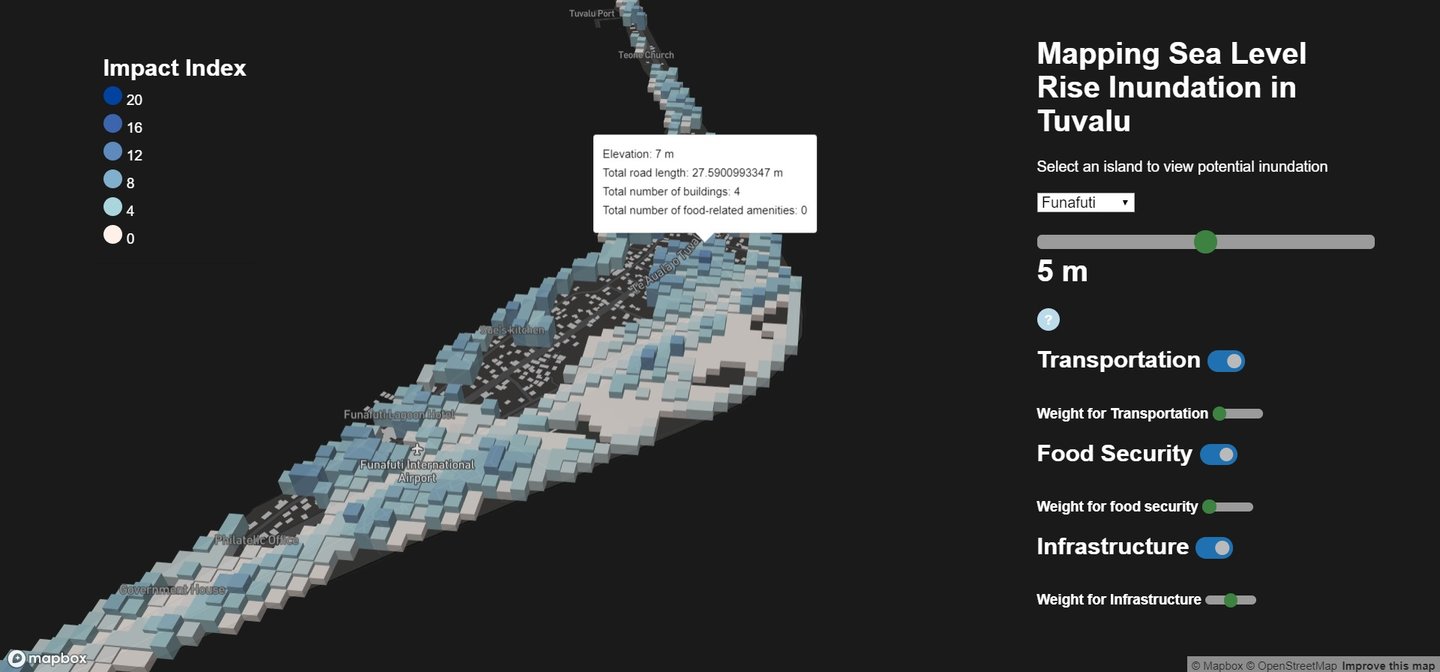 Impact Index
20
16
12
8
4
0
Tuvalu Port
Teone Church
Elevation: 7 m
Total road length: 27.5900993347 m
Total number of buildings: 4
Total number of food-related amenities: 0
Sue's kitchen
Funafuti Lagoon Hotel
Funafuti International
Airport
Philatelic Office
Government House
mapbox
Mapping Sea Level
Rise Inundation in
Tuvalu
Select an island to view potential inundation
Funafuti
5 m
?
Transportation
Weight for Transportation
Food Security
Weight for food security
Infrastructure
Weight for Infrastructure
© Mapbox © OpenStreetMap Improve this map